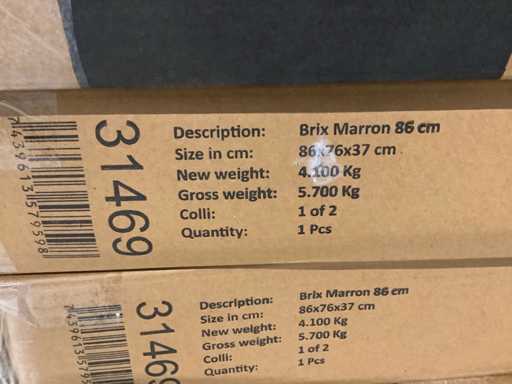 7439613579598
31469
Description: Brix Marron 86 cm
Size in cm: 86x76x37 cm
New weight: 4.100 Kg
Gross weight: 5.700 Kg
Colli: 1 of 2
Quantity: 1 Pcs
31469
Description: Brix Marron 86 cm
Size in cm: 86x76x37 cm
New weight: 4.100 Kg
Gross weight: 5.700 Kg
Colli: 1 of 2
Quantity: 1 Pcs